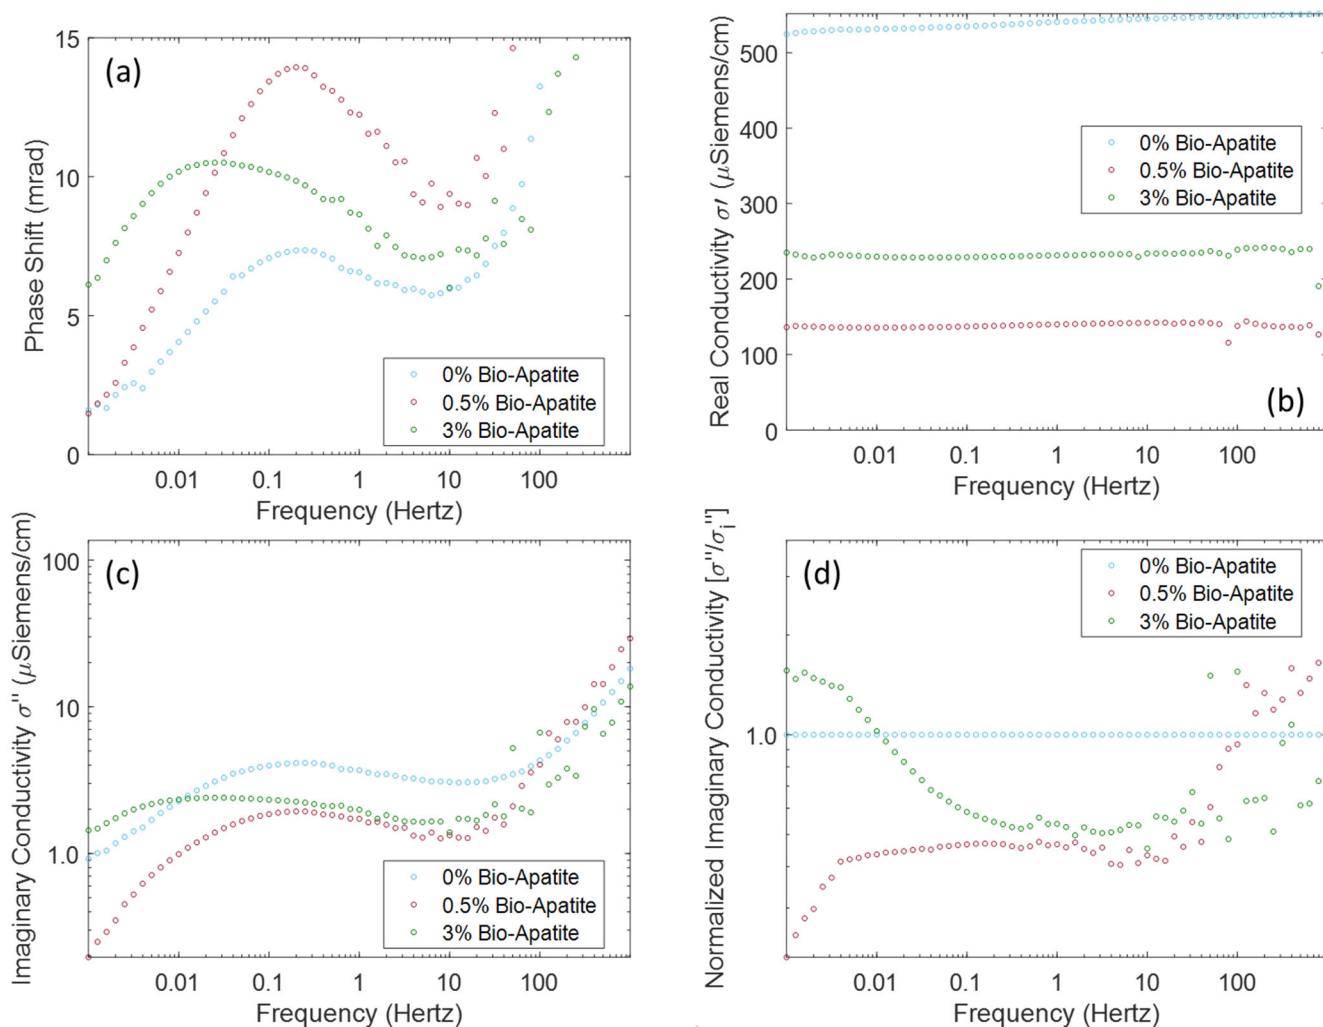 (a)
Phase Shift (mrad)
15
10
5
0
0% Bio-Apatite
0.5% Bio-Apatite
3% Bio-Apatite
0.01
0.1
1
10
100
Frequency (Hertz)
Real Conductivity σ′ (μSiemens/cm)
500
400
300
200
100
0
0% Bio-Apatite
0.5% Bio-Apatite
3% Bio-Apatite
(b)
0.01
0.1
1
10
100
Frequency (Hertz)
Imaginary Conductivity σ'' (μSiemens/cm)
(c)
100
10
1.0
0% Bio-Apatite
0.5% Bio-Apatite
3% Bio-Apatite
0.01
0.1
1
10
100
Frequency (Hertz)
Normalized Imaginary Conductivity [σ''/σᵢ'']
(d)
0% Bio-Apatite
0.5% Bio-Apatite
3% Bio-Apatite
1.0
0.01
0.1
1
10
100
Frequency (Hertz)